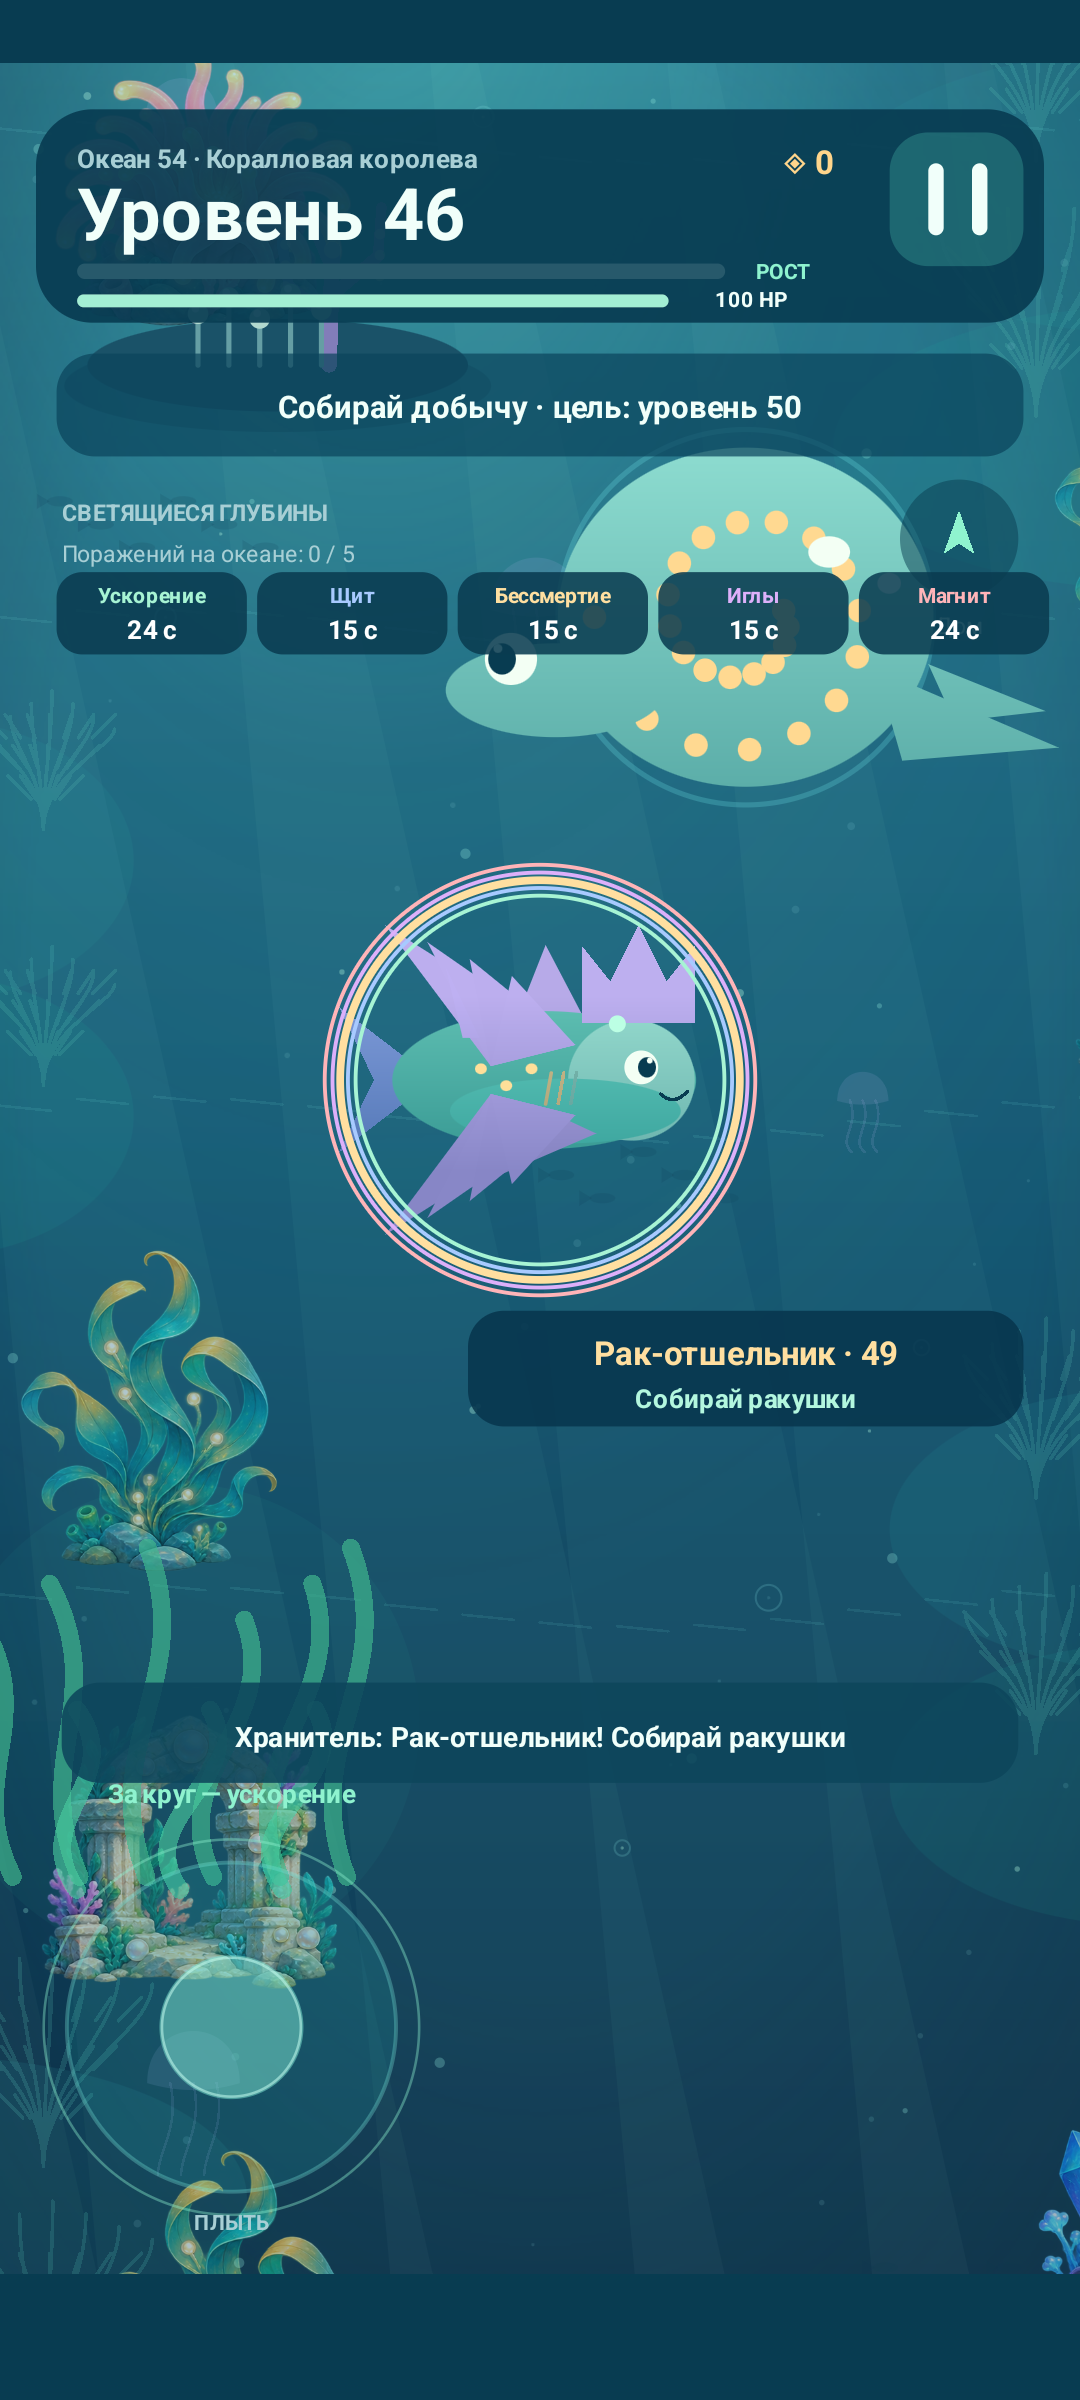 Океан 54 · Коралловая королева
0
Уровень 46
РОСТ
100 HP
Собирай добычу · цель: уровень 50
СВЕТЯЩИЕСЯ ГЛУБИНЫ
Поражений на океане: 0 / 5
Ускорение
24 с
Щит
15 с
Бессмертие
15 с
Иглы
15 с
Магнит
24 с
Рак-отшельник · 49
Собирай ракушки
Хранитель: Рак-отшельник! Собирай ракушки
За круг — ускорение
ПЛЫТЬ